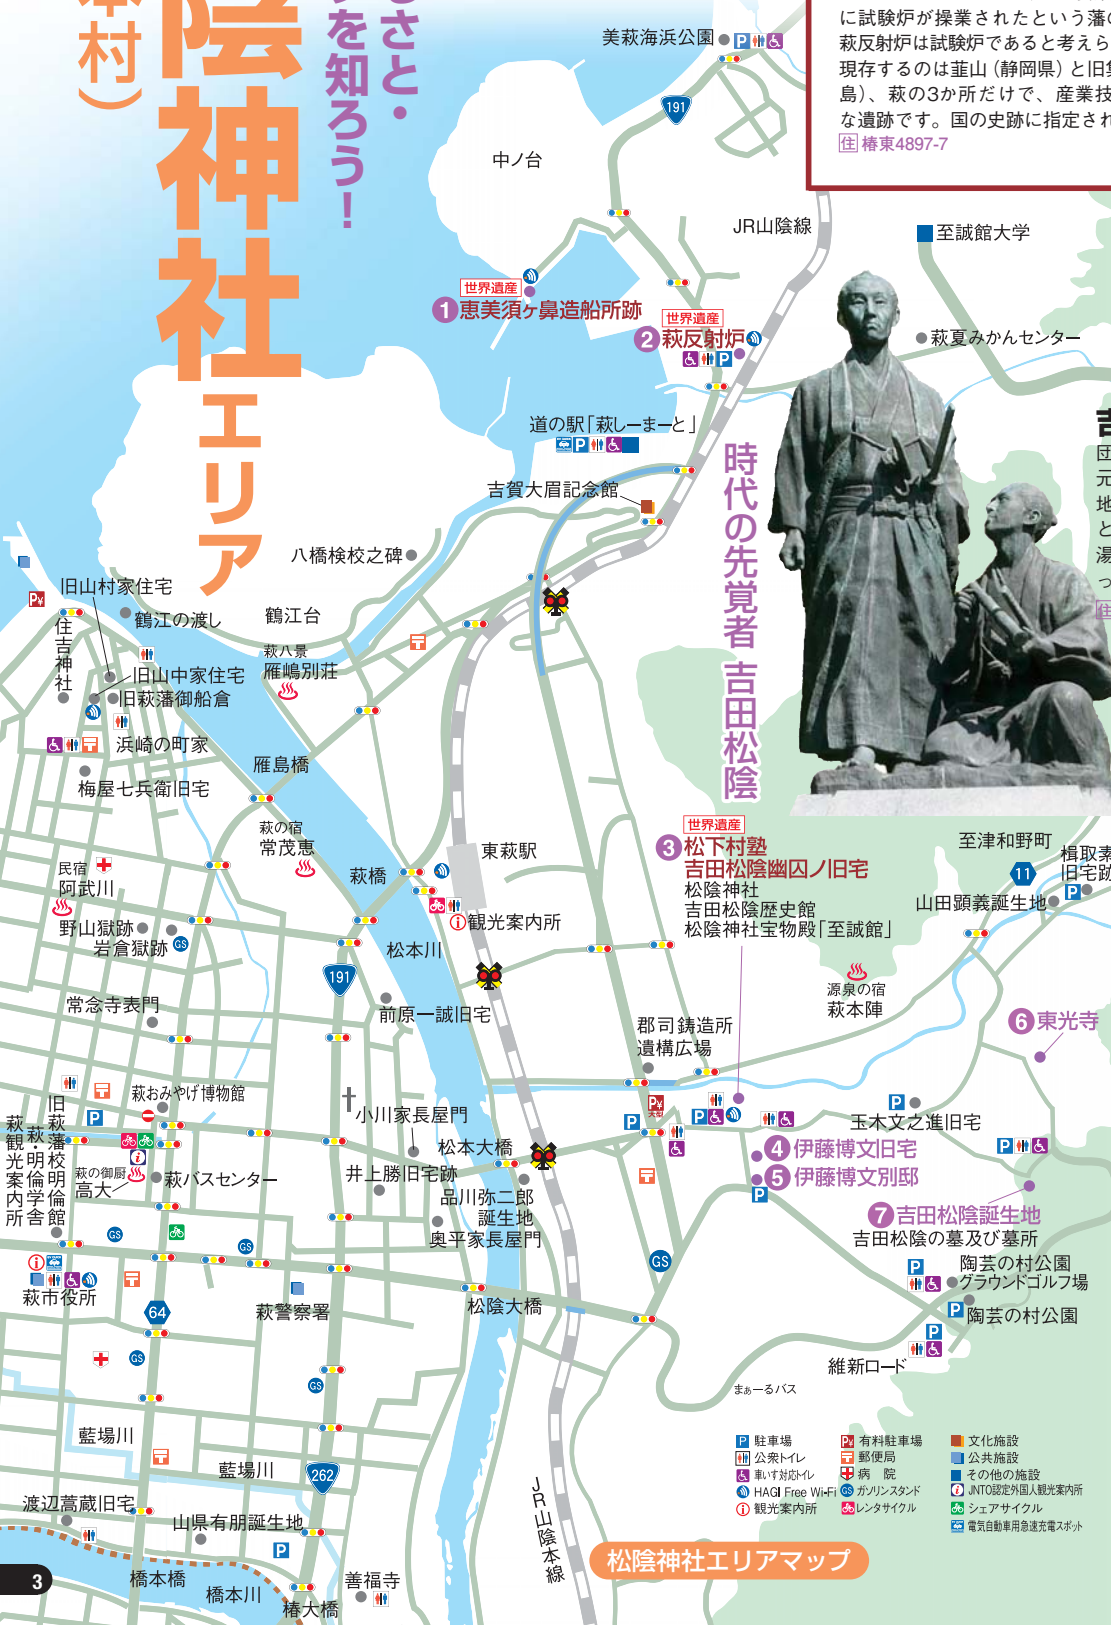 本村）
陰神社エリア
るさと・
を知ろう！
に試験炉が操業されたという藩の
萩反射炉は試験炉であると考えら
現存するのは韮山（静岡県）と旧集
島）、萩の3か所だけで、産業技
な遺跡です。国の史跡に指定され
住 椿東4897-7
美萩海浜公園
P
191
中ノ台
JR山陰線
至誠館大学
世界遺産
1 恵美須ヶ鼻造船所跡
世界遺産
2 萩反射炉
P
萩夏みかんセンター
道の駅「萩しーまーと」
P
吉賀大眉記念館
時代の先覚者 吉田松陰
吉
団
元
地
と
湯
っ
住
八橋検校之碑
旧山村家住宅
鶴江の渡し
鶴江台
住吉神社
萩八景
雁嶋別荘
旧山中家住宅
旧萩藩御船倉
浜崎の町家
梅屋七兵衛旧宅
雁島橋
萩の宿
常茂恵
東萩駅
民宿
阿武川
萩橋
野山獄跡
岩倉獄跡
GS
観光案内所
松本川
191
世界遺産
3 松下村塾
吉田松陰幽囚ノ旧宅
松陰神社
吉田松陰歴史館
松陰神社宝物殿「至誠館」
至津和野町
11
楫取素
旧宅跡
P
山田顕義誕生地
源泉の宿
萩本陣
常念寺表門
前原一誠旧宅
郡司鋳造所
遺構広場
6 東光寺
萩おみやげ博物館
小川家長屋門
松本大橋
玉木文之進旧宅
P
4 伊藤博文旧宅
5 伊藤博文別邸
P
7 吉田松陰誕生地
吉田松陰の墓及び墓所
旧萩藩校明倫館
萩・明倫学舎
萩観光案内所
萩の御厨
高大
萩バスセンター
井上勝旧宅跡
品川弥二郎
誕生地
奥平家長屋門
GS
GS
GS
陶芸の村公園
グラウンドゴルフ場
陶芸の村公園
萩市役所
64
萩警察署
松陰大橋
維新ロード
まぁーるバス
GS
GS
藍場川
藍場川
262
渡辺蒿蔵旧宅
山県有朋誕生地
P
橋本橋
橋本川
椿大橋
善福寺
JR山陰本線
P 駐車場
公衆トイレ
車いす対応トイレ
HAGI Free Wi-Fi
観光案内所
P¥ 有料駐車場
郵便局
病　院
GS ガソリンスタンド
レンタサイクル
文化施設
公共施設
その他の施設
JNTO認定外国人観光案内所
シェアサイクル
電気自動車用急速充電スポット
松陰神社エリアマップ
3